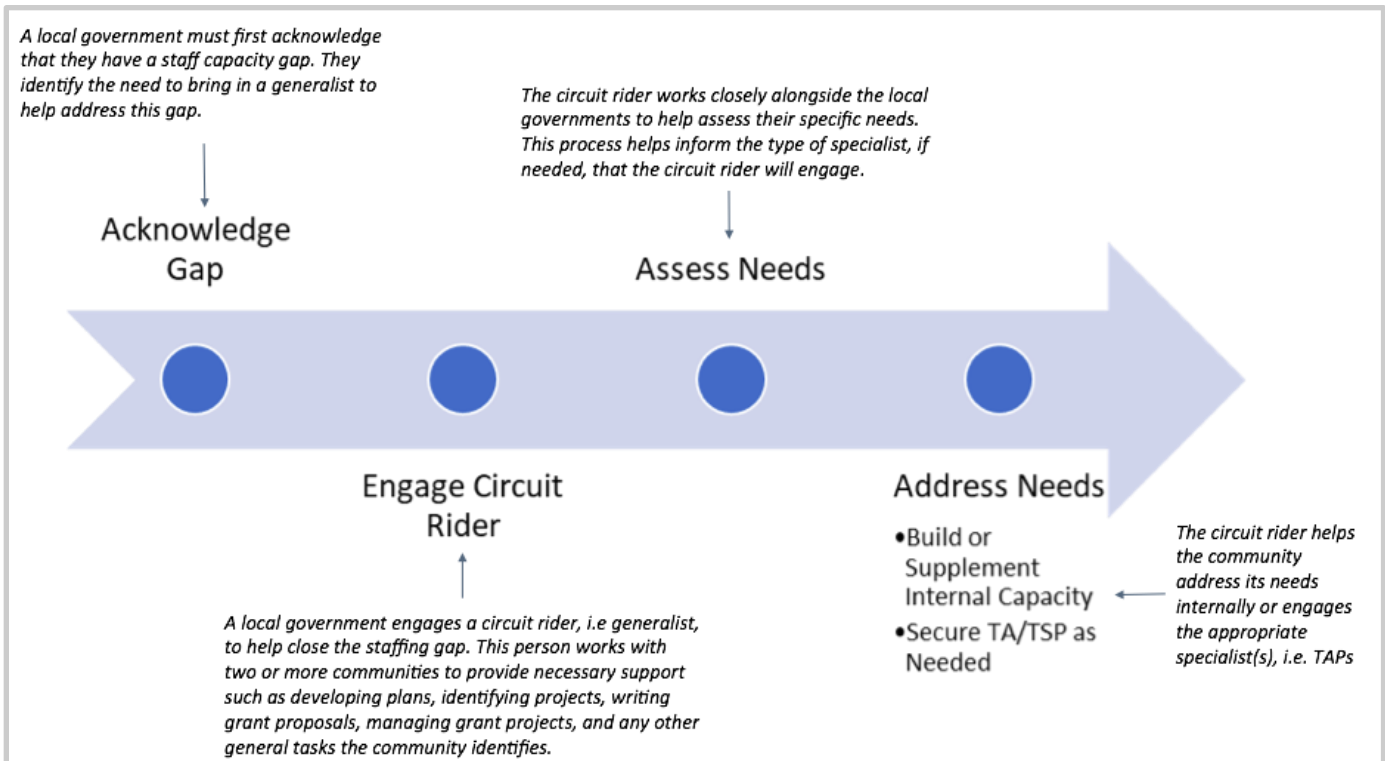 A local government must first acknowledge
that they have a staff capacity gap. They
identify the need to bring in a generalist to
help address this gap.
Acknowledge
Gap
The circuit rider works closely alongside the local
governments to help assess their specific needs.
This process helps inform the type of specialist, if
needed, that the circuit rider will engage.
Assess Needs
Engage Circuit
Rider
A local government engages a circuit rider, i.e generalist,
to help close the staffing gap. This person works with
two or more communities to provide necessary support
such as developing plans, identifying projects, writing
grant proposals, managing grant projects, and any other
general tasks the community identifies.
Address Needs
•Build or
Supplement
Internal Capacity
•Secure TA/TSP as
Needed
The circuit rider helps
the community
address its needs
internally or engages
the appropriate
specialist(s), i.e. TAPs